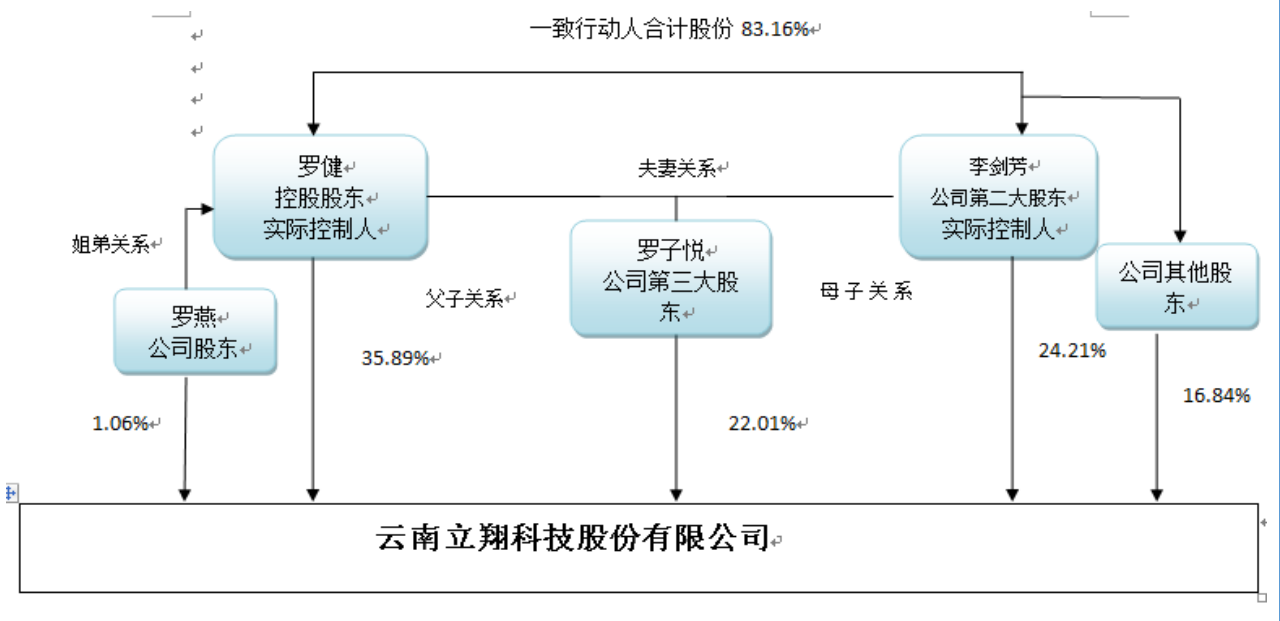 一致行动人合计股份 83.16%
罗健
控股股东
实际控制人
夫妻关系
李剑芳
公司第二大股东
实际控制人
姐弟关系
罗子悦
公司第三大股
东
公司其他股
东
父子关系
母子关系
罗燕
公司股东
35.89%
24.21%
1.06%
22.01%
16.84%
云南立翔科技股份有限公司